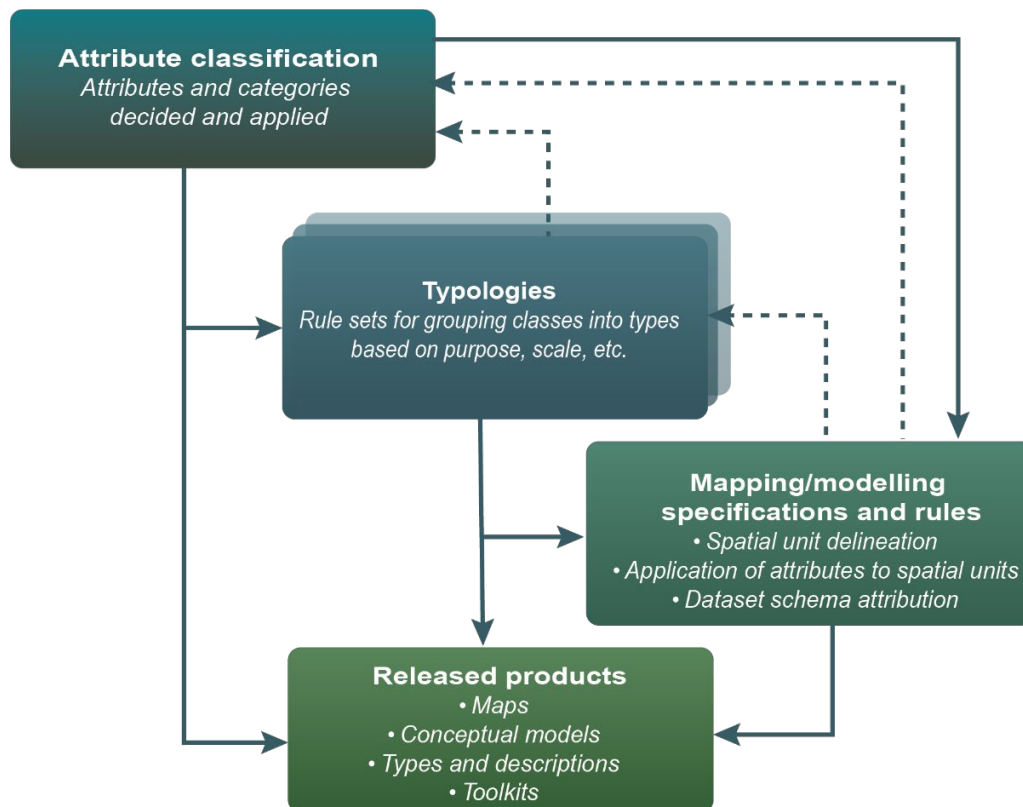 Attribute classification
Attributes and categories
decided and applied
Typologies
Rule sets for grouping classes into types
based on purpose, scale, etc.
Mapping/modelling
specifications and rules
• Spatial unit delineation
• Application of attributes to spatial units
• Dataset schema attribution
Released products
• Maps
• Conceptual models
• Types and descriptions
• Toolkits